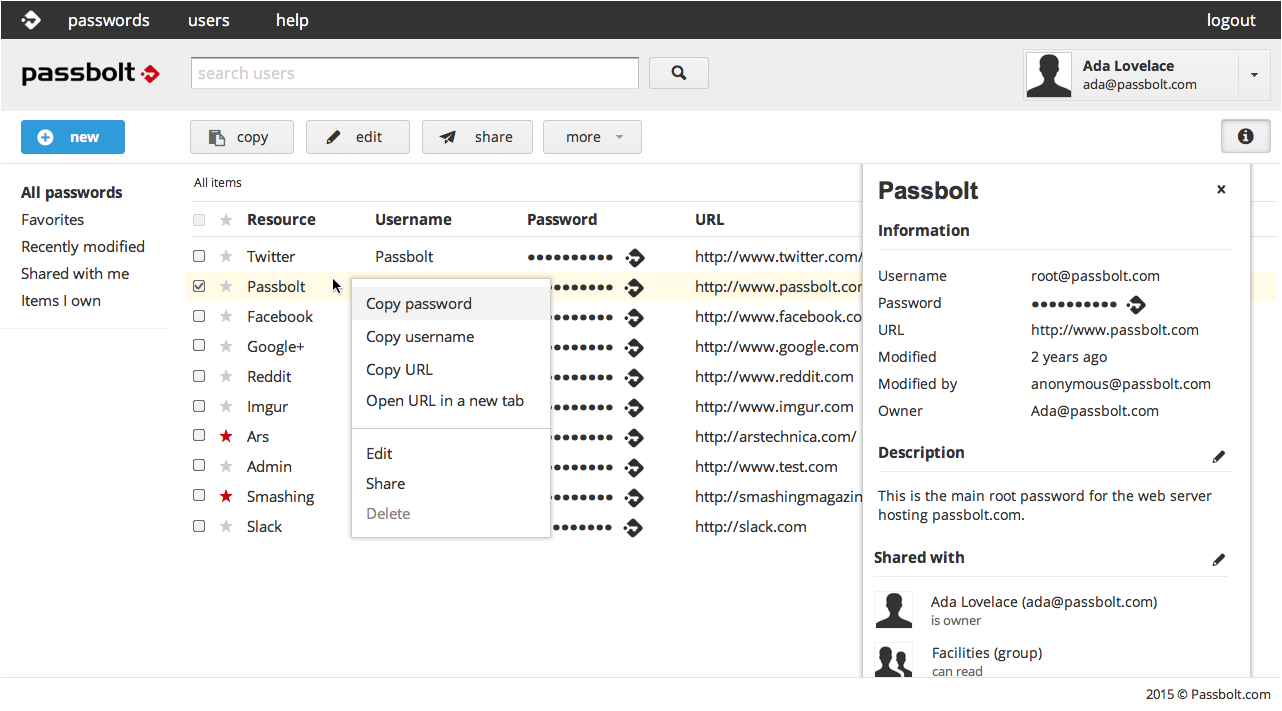 passwords users help logout
passbolt search users Ada Lovelace
ada@passbolt.com
new copy edit share more
All passwords
Favorites
Recently modified
Shared with me
Items I own
All items
Resource Username Password URL
Twitter Passbolt •••••••••• http://www.twitter.com/
Passbolt http://www.passbolt.com
Facebook http://www.facebook.co
Google+ http://www.google.com
Reddit http://www.reddit.com
Imgur http://www.imgur.com
Ars http://arstechnica.com/
Admin http://www.test.com
Smashing http://smashingmagazin
Slack http://slack.com
Copy password
Copy username
Copy URL
Open URL in a new tab
Edit
Share
Delete
Passbolt ×
Information
Username root@passbolt.com
Password ••••••••••
URL http://www.passbolt.com
Modified 2 years ago
Modified by anonymous@passbolt.com
Owner Ada@passbolt.com
Description
This is the main root password for the web server
hosting passbolt.com.
Shared with
Ada Lovelace (ada@passbolt.com)
is owner
Facilities (group)
can read
2015 © Passbolt.com